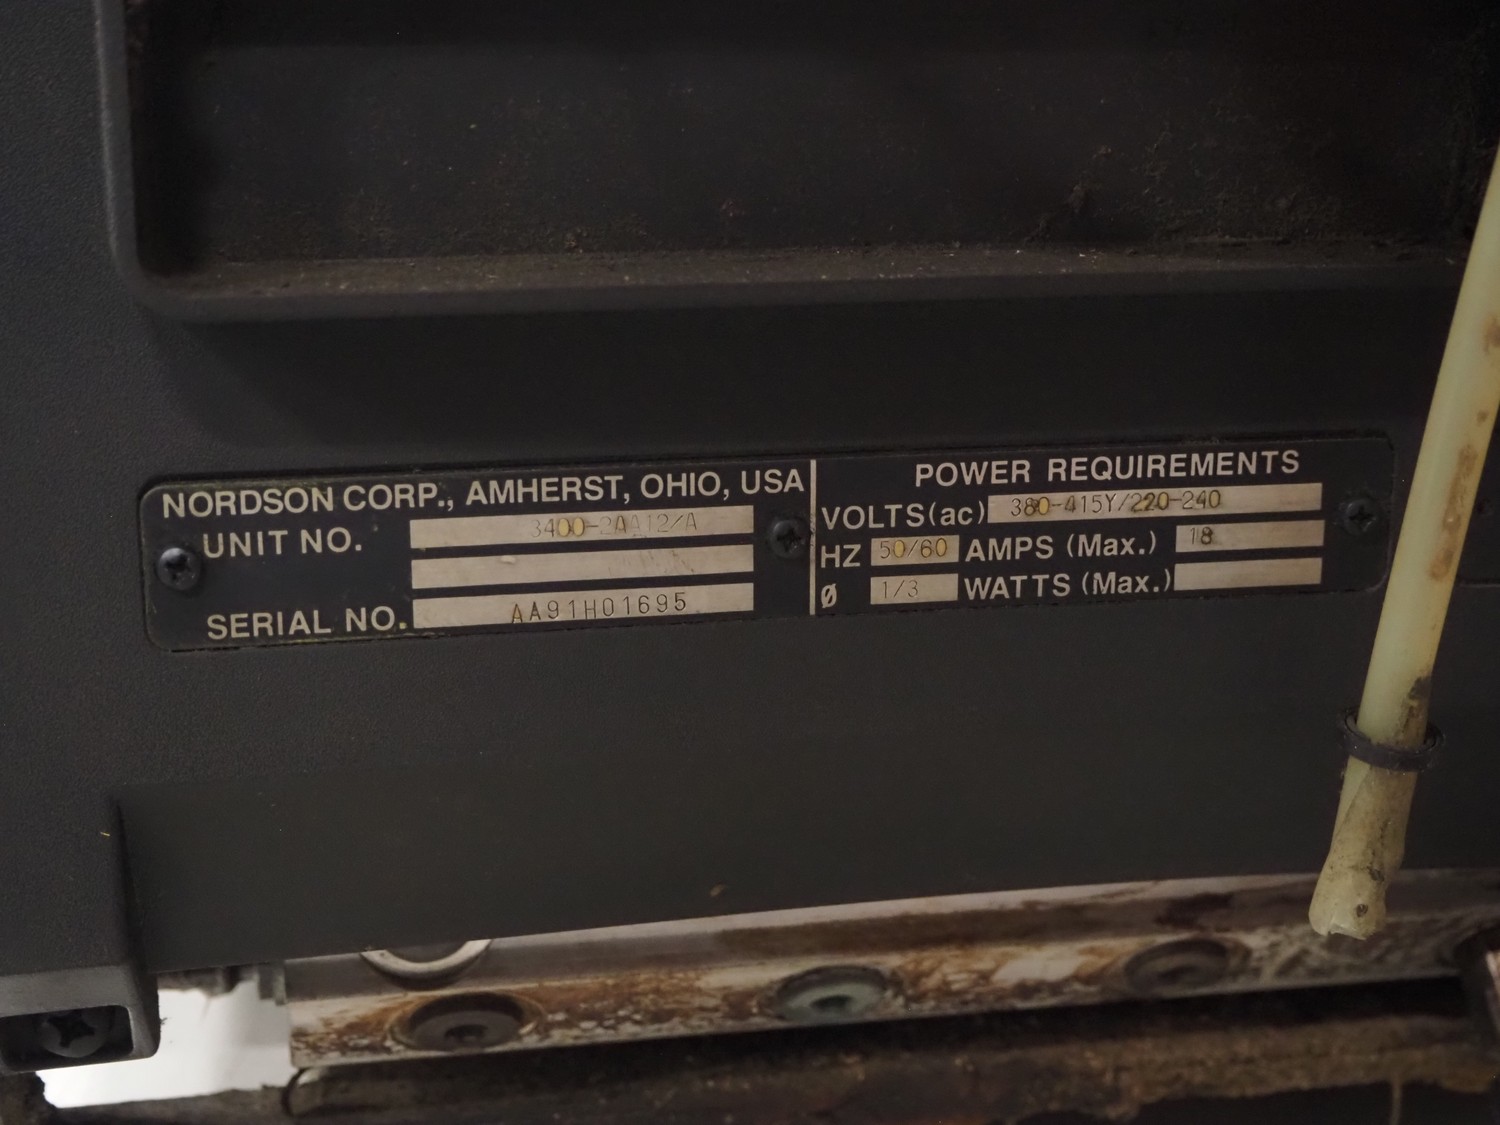 NORDSON CORP., AMHERST, OHIO, USA
UNIT NO. 3400-2AA12/A
SERIAL NO. AA91H01695
POWER REQUIREMENTS
VOLTS(ac) 380-415Y/220-240
HZ 50/60 AMPS (Max.) 18
Ø 1/3 WATTS (Max.)